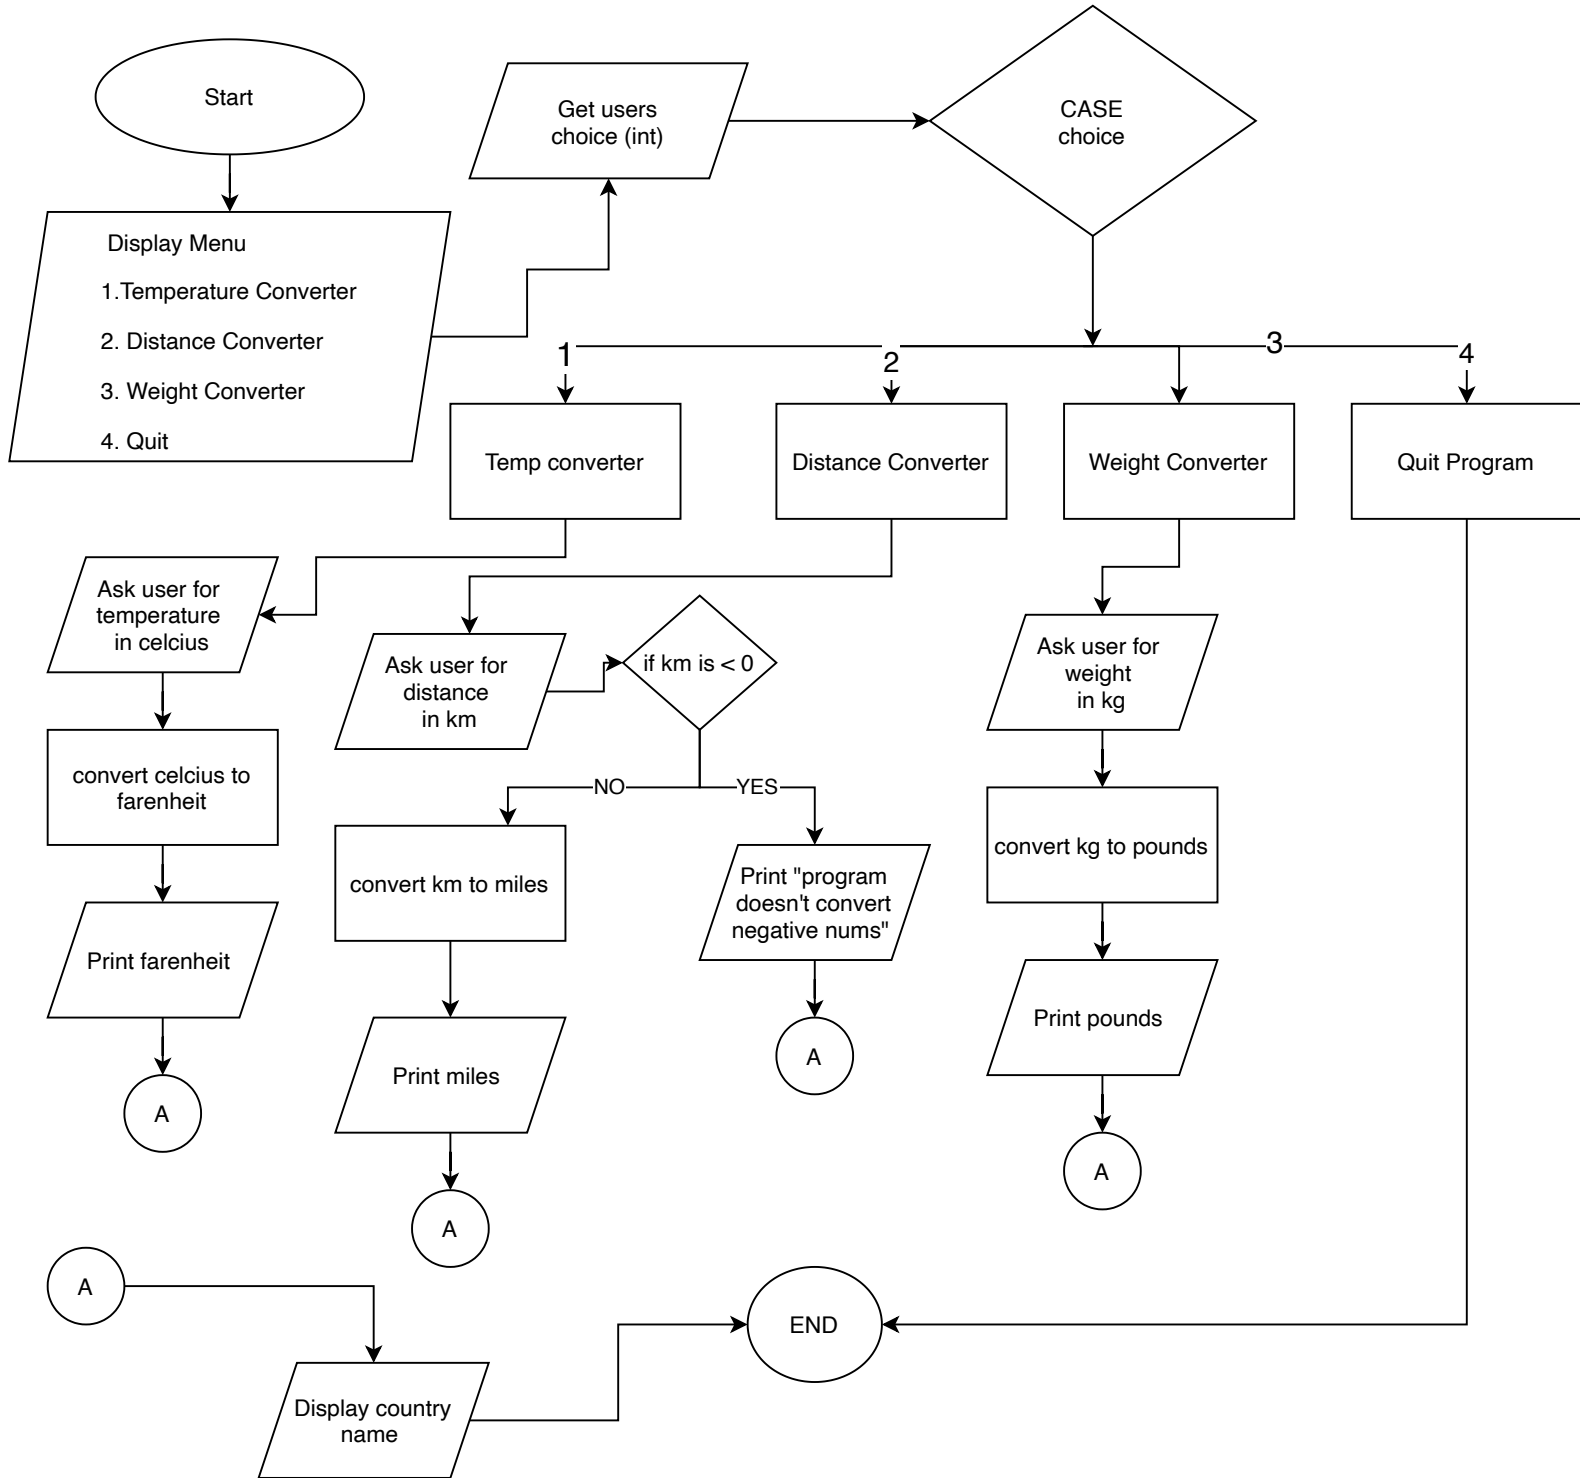 Start
Display Menu
1.Temperature Converter
2. Distance Converter
3. Weight Converter
4. Quit
Get users
choice (int)
CASE
choice
1
2
3
4
Temp converter
Distance Converter
Weight Converter
Quit Program
Ask user for
temperature
in celcius
convert celcius to
farenheit
Print farenheit
A
Ask user for
distance
in km
if km is < 0
NO
YES
convert km to miles
Print miles
A
Print "program
doesn't convert
negative nums"
A
Ask user for
weight
in kg
convert kg to pounds
Print pounds
A
A
Display country
name
END